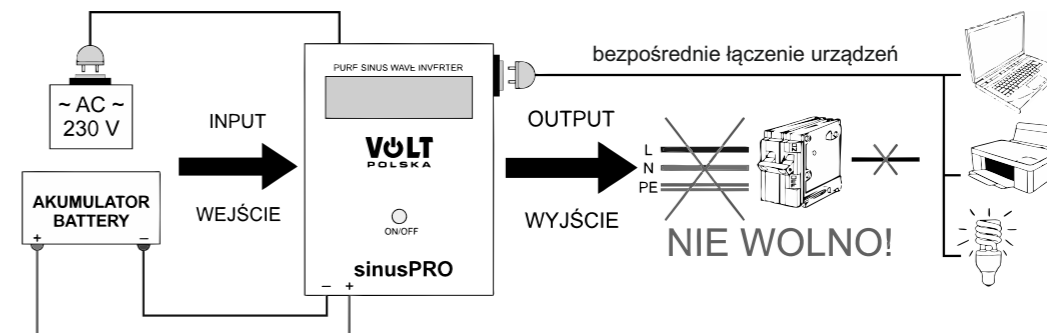 ~ AC ~
230 V
AKUMULATOR
BATTERY
+ –
INPUT
WEJŚCIE
PURE SINUS WAVE INVERTER
VOLT
POLSKA
ON/OFF
sinusPRO
– +
OUTPUT
WYJŚCIE
bezpośrednie łączenie urządzeń
L
N
PE
NIE WOLNO!